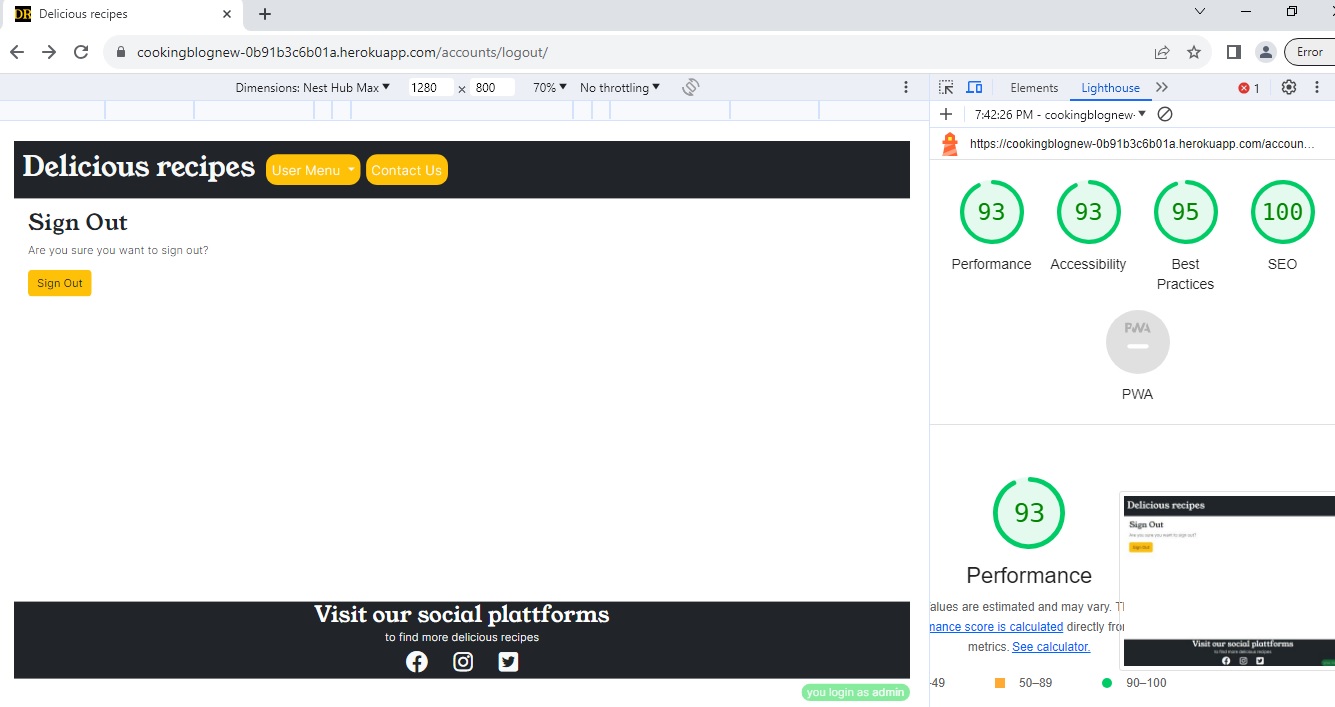 DR Delicious recipes
cookingblognew-0b91b3c6b01a.herokuapp.com/accounts/logout/
Error
Dimensions: Nest Hub Max 1280 × 800 70% No throttling
Elements Lighthouse 1
7:42:26 PM - cookingblognew-
https://cookingblognew-0b91b3c6b01a.herokuapp.com/accoun...
Delicious recipes User Menu Contact Us
Sign Out
Are you sure you want to sign out?
Sign Out
Visit our social plattforms
to find more delicious recipes
you login as admin
93 93 95 100
Performance Accessibility Best Practices SEO
PWA
PWA
93
Performance
alues are estimated and may vary.
mance score is calculated directly
metrics. See calculator.
-49 50–89 90–100
Delicious recipes
Sign Out
Are you sure you want to sign out?
Sign Out
Visit our social plattforms
to find more delicious recipes